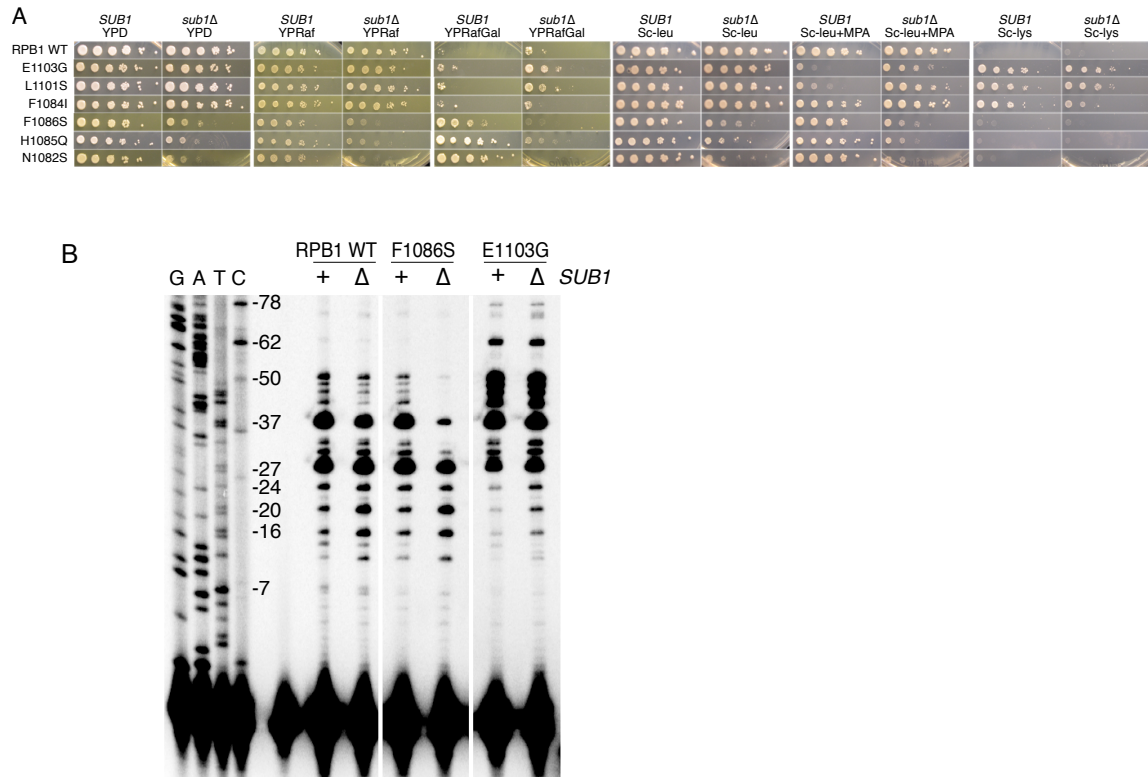 A
SUB1 sub1Δ SUB1 sub1Δ SUB1 sub1Δ SUB1 sub1Δ SUB1 sub1Δ SUB1 sub1Δ
YPD YPD YPRaf YPRaf YPRafGal YPRafGal Sc-leu Sc-leu Sc-leu+MPA Sc-leu+MPA Sc-lys Sc-lys
RPB1 WT
E1103G
L1101S
F1084I
F1086S
H1085Q
N1082S
B
RPB1 WT F1086S E1103G
G A T C + Δ + Δ + Δ SUB1
-78
-62
-50
-37
-27
-24
-20
-16
-7